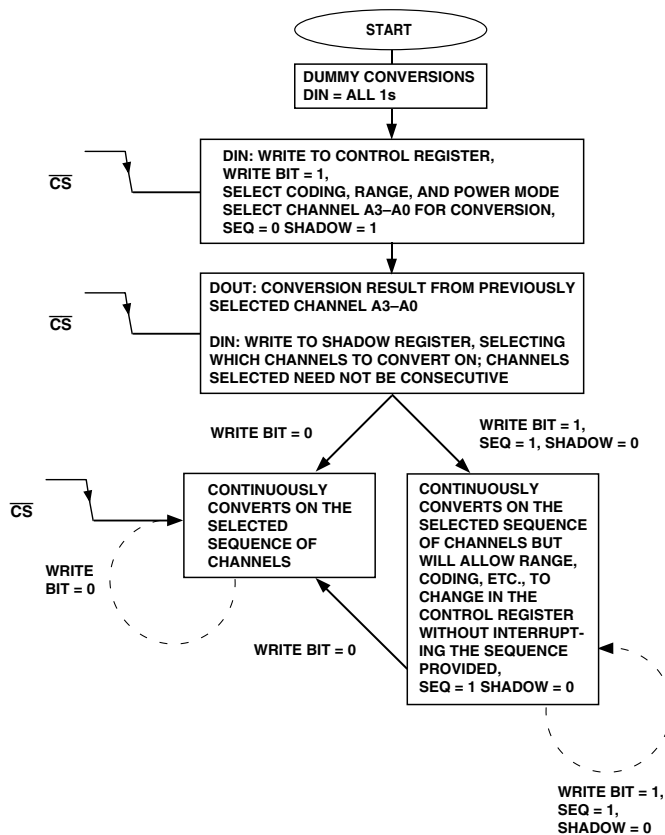 START
DUMMY CONVERSIONS
DIN = ALL 1s
CS
DIN: WRITE TO CONTROL REGISTER,
WRITE BIT = 1,
SELECT CODING, RANGE, AND POWER MODE
SELECT CHANNEL A3–A0 FOR CONVERSION,
SEQ = 0 SHADOW = 1
CS
DOUT: CONVERSION RESULT FROM PREVIOUSLY
SELECTED CHANNEL A3–A0
DIN: WRITE TO SHADOW REGISTER, SELECTING
WHICH CHANNELS TO CONVERT ON; CHANNELS
SELECTED NEED NOT BE CONSECUTIVE
WRITE BIT = 0
WRITE BIT = 1,
SEQ = 1, SHADOW = 0
CS
CONTINUOUSLY
CONVERTS ON THE
SELECTED
SEQUENCE OF
CHANNELS
WRITE
BIT = 0
CONTINUOUSLY
CONVERTS ON THE
SELECTED SEQUENCE
OF CHANNELS BUT
WILL ALLOW RANGE,
CODING, ETC., TO
CHANGE IN THE
CONTROL REGISTER
WITHOUT INTERRUPT-
ING THE SEQUENCE
PROVIDED,
SEQ = 1 SHADOW = 0
WRITE BIT = 0
WRITE BIT = 1,
SEQ = 1,
SHADOW = 0